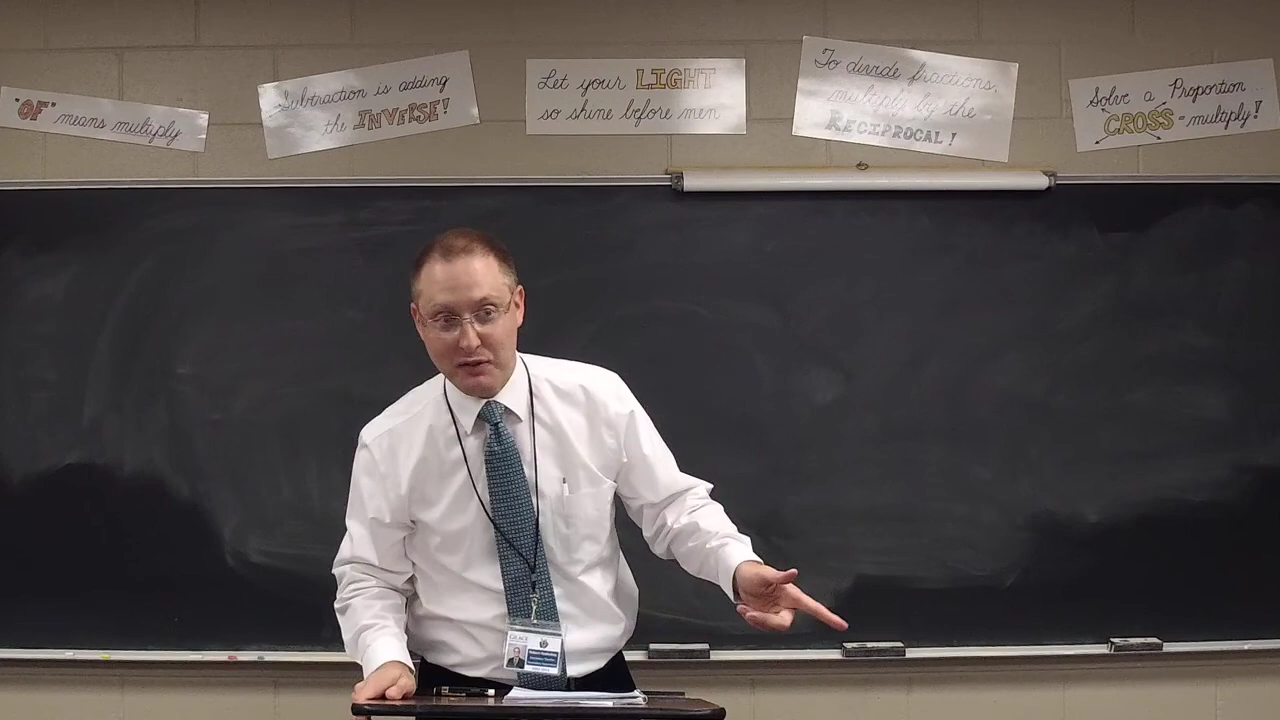 "OF" means multiply
Subtraction is adding
the INVERSE!
Let your LIGHT
so shine before men
To divide fractions,
multiply by the
RECIPROCAL!
Solve a Proportion...
CROSS-multiply!
GRACE